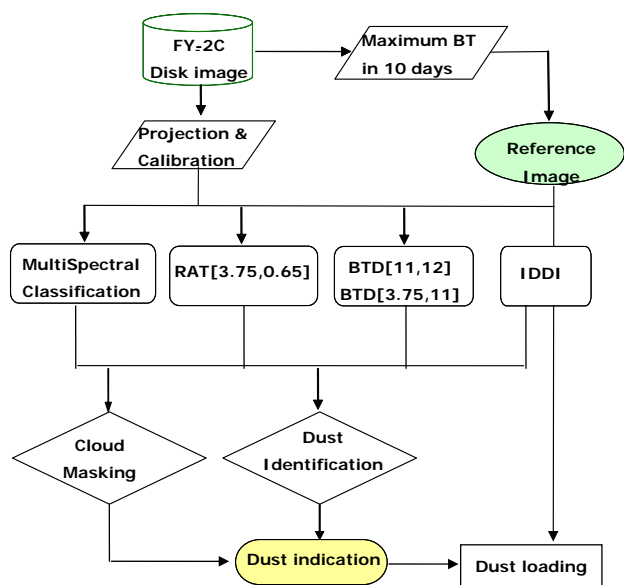 FY-2C
Disk image
Maximum BT
in 10 days
Projection &
Calibration
Reference
Image
MultiSpectral
Classification
RAT[3.75,0.65]
BTD[11,12]
BTD[3.75,11]
IDDI
Cloud
Masking
Dust
Identification
Dust indication
Dust loading